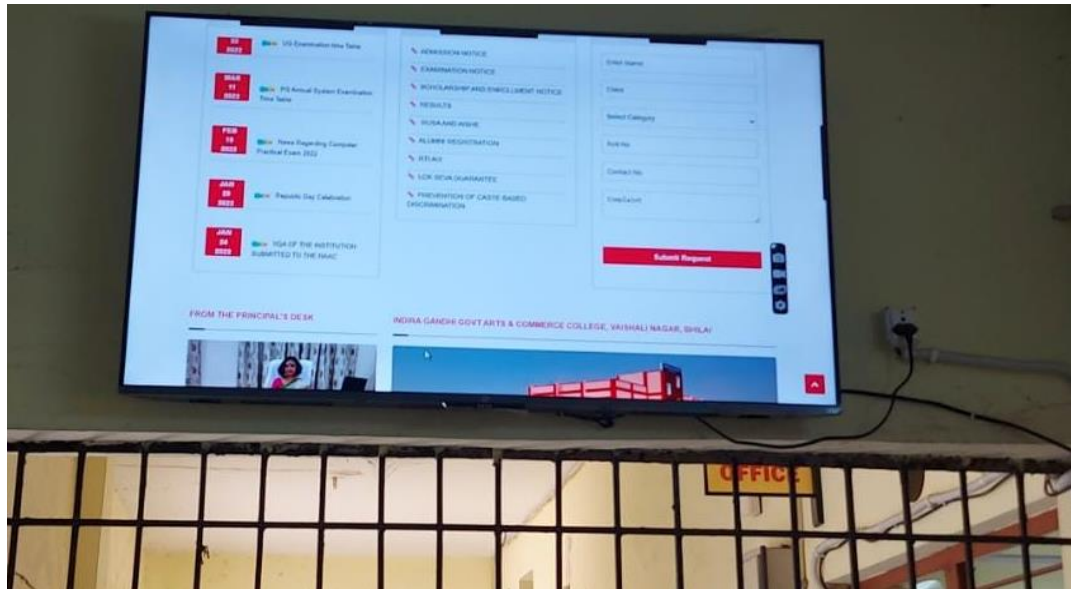 2022
UG Examination time Table
MAR
11
2022
PG Annual System Examination
Time Table
FEB
2022
News Regarding Computer
Practical Exam 2022
JAN
2022
Republic Day Celebration
JAN
24
2022
IIQA OF THE INSTITUTION
SUBMITTED TO THE NAAC
ADMISSION NOTICE
EXAMINATION NOTICE
SCHOLARSHIP AND ENROLLMENT NOTICE
RESULTS
RUSA AND AISHE
ALUMNI REGISTRATION
LOK SEVA GUARANTEE
PREVENTION OF CASTE-BASED
DISCRIMINATION
Enter Name
Class
Select Category
Roll No
Contact No
Complaint
Submit Request
FROM THE PRINCIPAL'S DESK
INDIRA GANDHI GOVT ARTS & COMMERCE COLLEGE, VAISHALI NAGAR, BHILAI
OFFICE